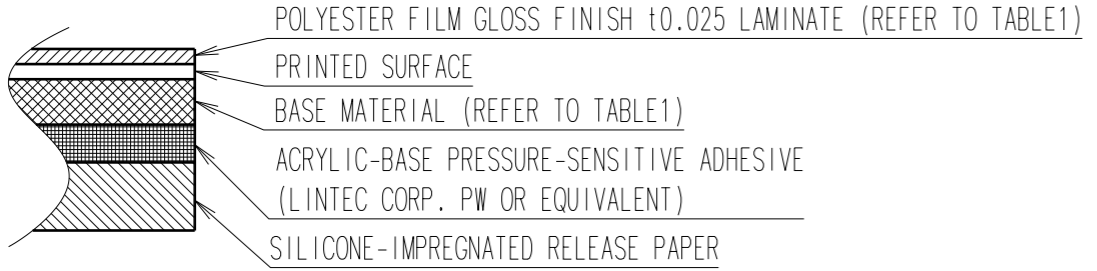 POLYESTER FILM GLOSS FINISH t0.025 LAMINATE (REFER TO TABLE1)
PRINTED SURFACE
BASE MATERIAL (REFER TO TABLE1)
ACRYLIC-BASE PRESSURE-SENSITIVE ADHESIVE
(LINTEC CORP. PW OR EQUIVALENT)
SILICONE-IMPREGNATED RELEASE PAPER